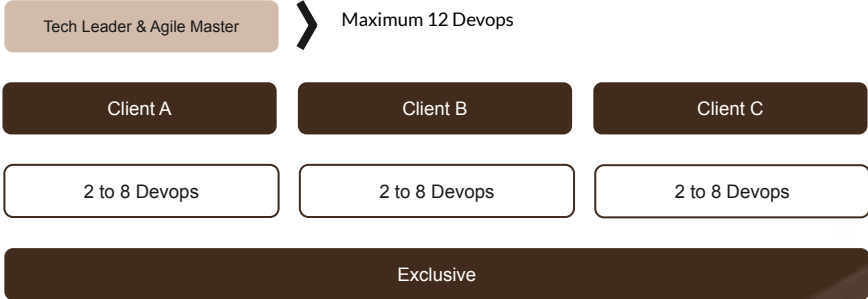 Tech Leader & Agile Master
Maximum 12 Devops
Client A
Client B
Client C
2 to 8 Devops
2 to 8 Devops
2 to 8 Devops
Exclusive